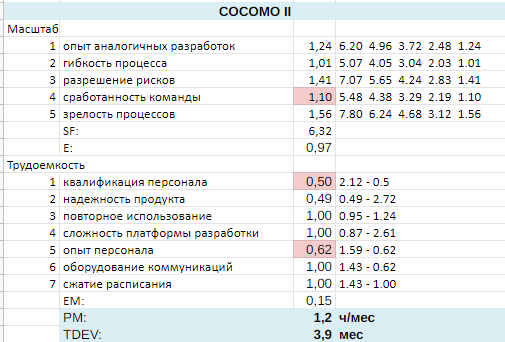 COCOMO II
Масштаб
1 опыт аналогичных разработок 1,24 6.20 4.96 3.72 2.48 1.24
2 гибкость процесса 1,01 5.07 4.05 3.04 2.03 1.01
3 разрешение рисков 1,41 7.07 5.65 4.24 2.83 1.41
4 сработанность команды 1,10 5.48 4.38 3.29 2.19 1.10
5 зрелость процессов 1,56 7.80 6.24 4.68 3.12 1.56
SF: 6,32
E: 0,97
Трудоемкость
1 квалификация персонала 0,50 2.12 - 0.5
2 надежность продукта 0,49 0.49 - 2.72
3 повторное использование 1,00 0.95 - 1.24
4 сложность платформы разработки 1,00 0.87 - 2.61
5 опыт персонала 0,62 1.59 - 0.62
6 оборудование коммуникаций 1,00 1.43 - 0.62
7 сжатие расписания 1,00 1.43 - 1.00
EM: 0,15
PM: 1,2 ч/мес
TDEV: 3,9 мес